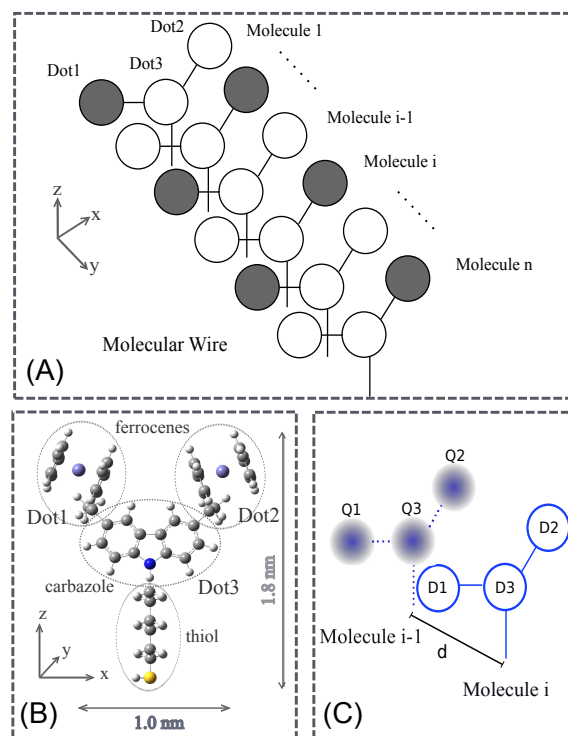 Dot2
Molecule 1
Dot1
Dot3
Molecule i-1
Molecule i
z
x
y
Molecule n
Molecular Wire
(A)
ferrocenes
Dot1
Dot2
carbazole
Dot3
thiol
1.8 nm
z
y
x
(B)
1.0 nm
Q2
Q1
Q3
D2
D1
D3
Molecule i-1
d
Molecule i
(C)